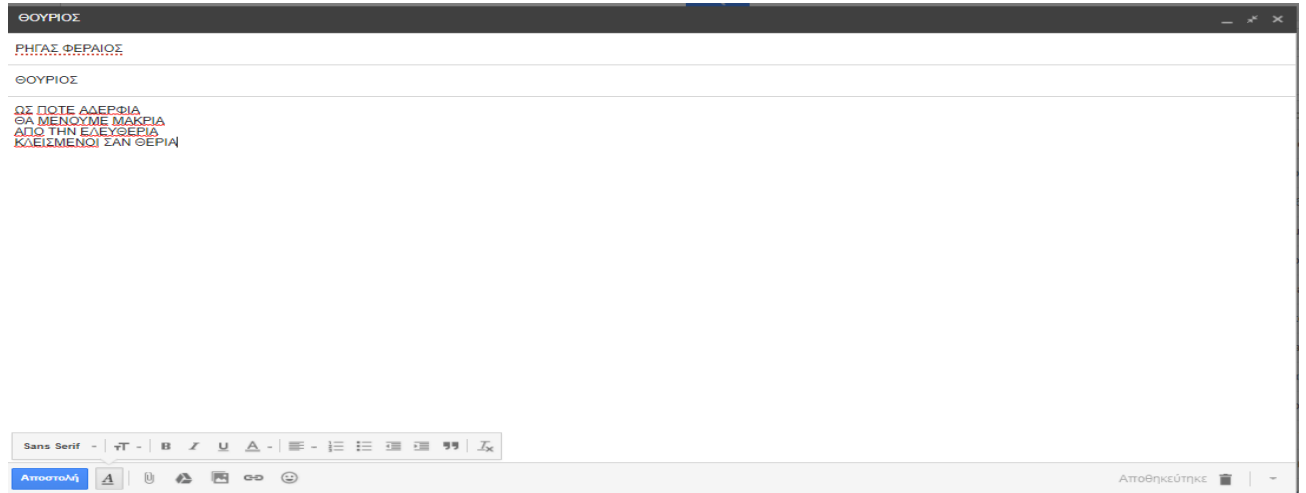 ΘΟΥΡΙΟΣ
ΡΗΓΑΣ ΦΕΡΑΙΟΣ
ΘΟΥΡΙΟΣ
ΩΣ ΠΟΤΕ ΑΔΕΡΦΙΑ
ΘΑ ΜΕΝΟΥΜΕ ΜΑΚΡΙΑ
ΑΠΟ ΤΗΝ ΕΛΕΥΘΕΡΙΑ
ΚΛΕΙΣΜΕΝΟΙ ΣΑΝ ΘΕΡΙΑ
Sans Serif
Αποστολή Αποθηκεύτηκε